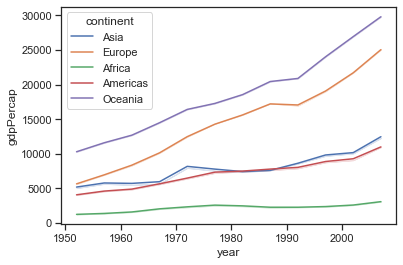 continent
Asia
Europe
Africa
Americas
Oceania
30000
25000
20000
15000
10000
5000
0
gdpPercap
1950 1960 1970 1980 1990 2000
year